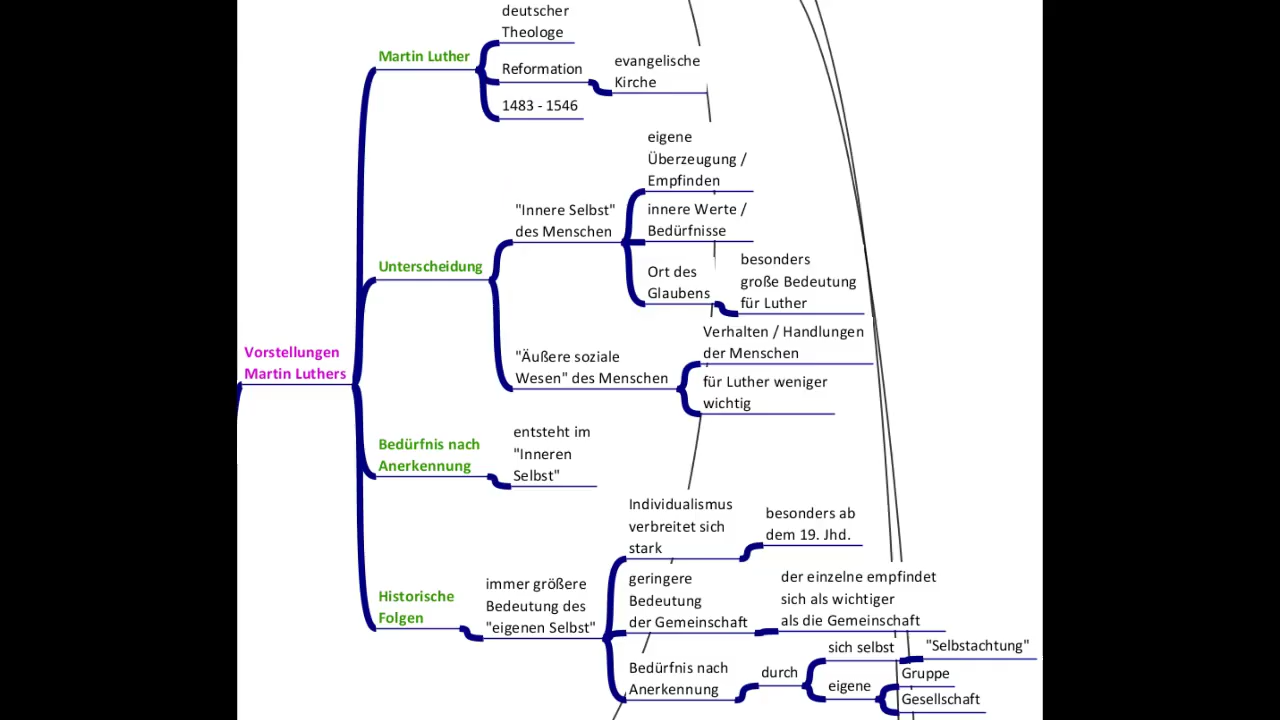 Vorstellungen
Martin Luthers
Martin Luther
deutscher
Theologe
Reformation
evangelische
Kirche
1483 - 1546
Unterscheidung
"Innere Selbst"
des Menschen
eigene
Überzeugung /
Empfinden
innere Werte /
Bedürfnisse
Ort des
Glaubens
besonders
große Bedeutung
für Luther
"Äußere soziale
Wesen" des Menschen
Verhalten / Handlungen
der Menschen
für Luther weniger
wichtig
Bedürfnis nach
Anerkennung
entsteht im
"Inneren
Selbst"
Historische
Folgen
immer größere
Bedeutung des
"eigenen Selbst"
Individualismus
verbreitet sich
stark
besonders ab
dem 19. Jhd.
geringere
Bedeutung
der Gemeinschaft
der einzelne empfindet
sich als wichtiger
als die Gemeinschaft
Bedürfnis nach
Anerkennung
durch
sich selbst
"Selbstachtung"
eigene
Gruppe
Gesellschaft